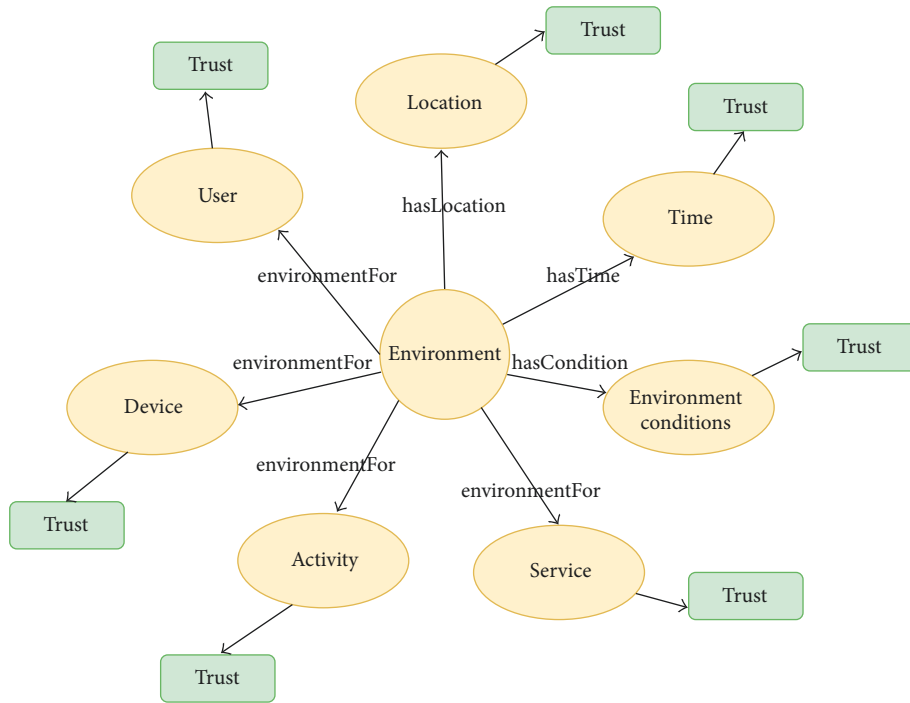 Trust
Trust
Location
Trust
User
hasLocation
Time
environmentFor
hasTime
Environment
hasCondition
Trust
environmentFor
Device
Environment
conditions
environmentFor
environmentFor
Trust
Activity
Service
Trust
Trust